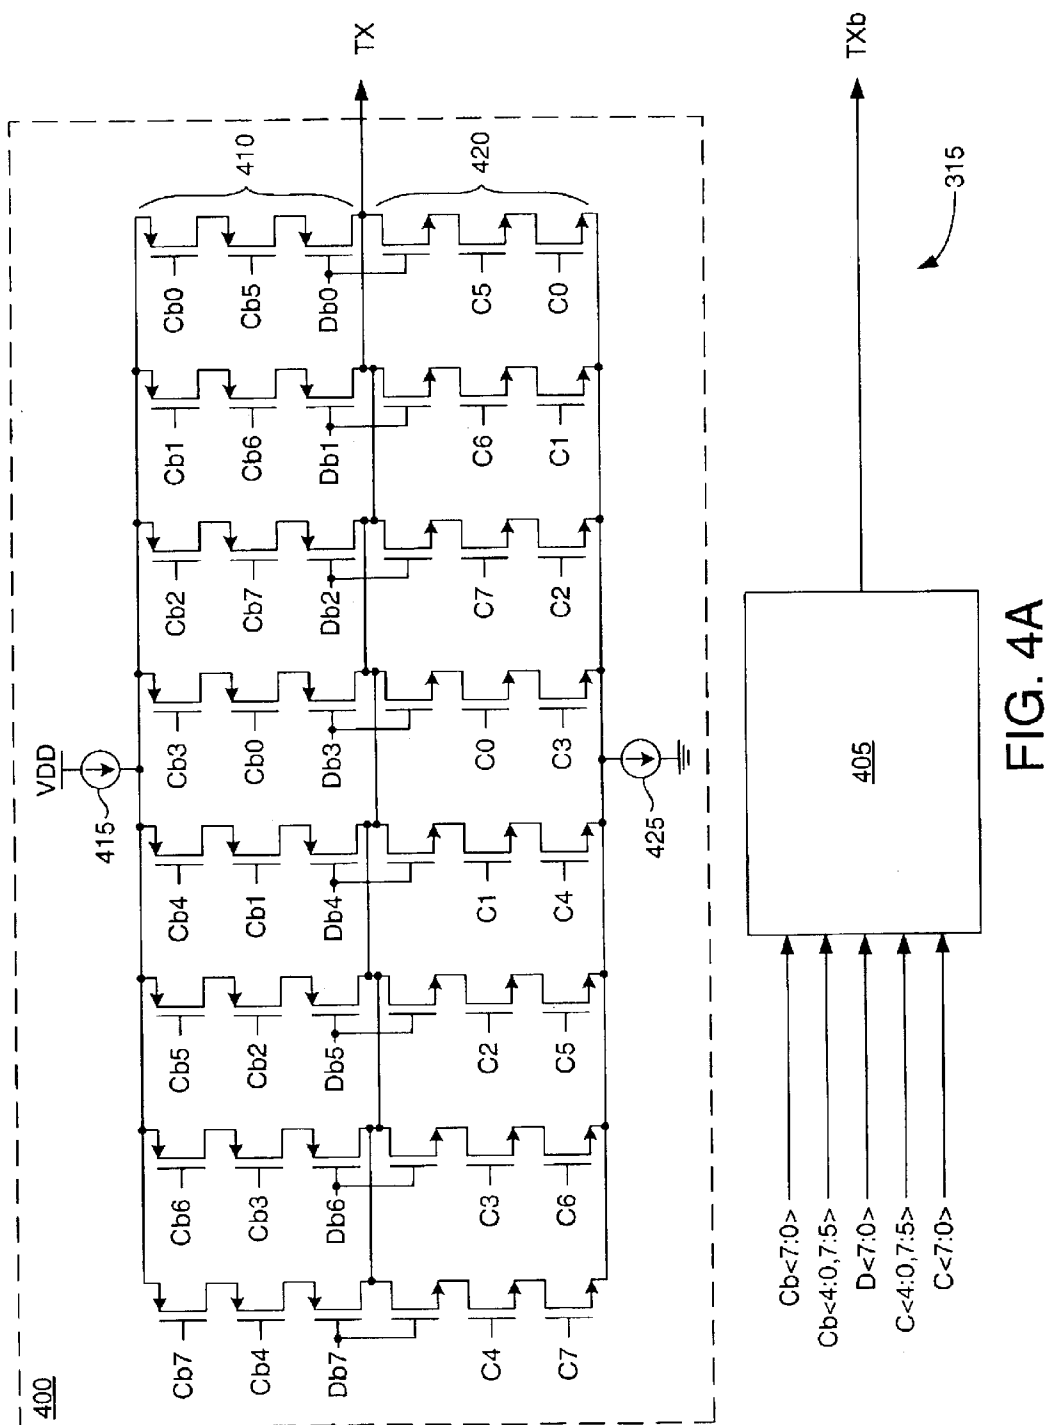 400
VDD
415
Cb7 Cb6 Cb5 Cb4 Cb3 Cb2 Cb1 Cb0
Cb4 Cb3 Cb2 Cb1 Cb0 Cb7 Cb6 Cb5
410
Db7 Db6 Db5 Db4 Db3 Db2 Db1 Db0
TX
C4 C3 C2 C1 C0 C7 C6 C5
420
C7 C6 C5 C4 C3 C2 C1 C0
425
Cb<7:0>
Cb<4:0,7:5>
D<7:0>
C<4:0,7:5>
C<7:0>
405
TXb
315
FIG. 4A